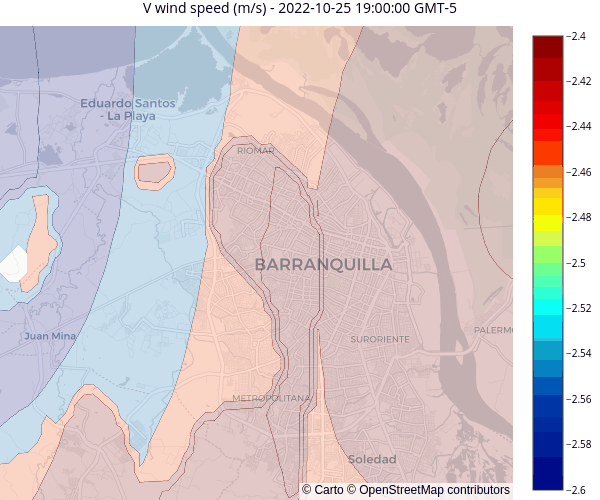 V wind speed (m/s) - 2022-10-25 19:00:00 GMT-5
Eduardo Santos
- La Playa
RIOMAR
BARRANQUILLA
Juan Mina
SURORIENTE
PALERMO
METROPOLITANA
Soledad
© Carto © OpenStreetMap contributors
-2.4
-2.42
-2.44
-2.46
-2.48
-2.5
-2.52
-2.54
-2.56
-2.58
-2.6